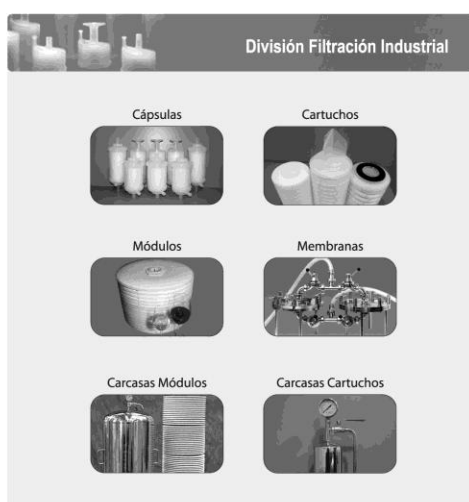 División Filtración Industrial
Cápsulas
Cartuchos
Módulos
Membranas
Carcasas Módulos
Carcasas Cartuchos